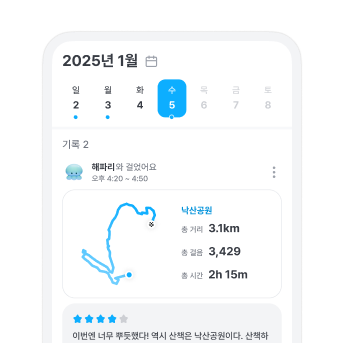 2025년 1월
일 월 화 수 목 금 토
2 3 4 5 6 7 8
기록 2
해파리와 걸었어요
오후 4:20 ~ 4:50
낙산공원
총 거리 3.1km
총 걸음 3,429
총 시간 2h 15m
이번엔 너무 뿌듯했다! 역시 산책은 낙산공원이다. 산책하